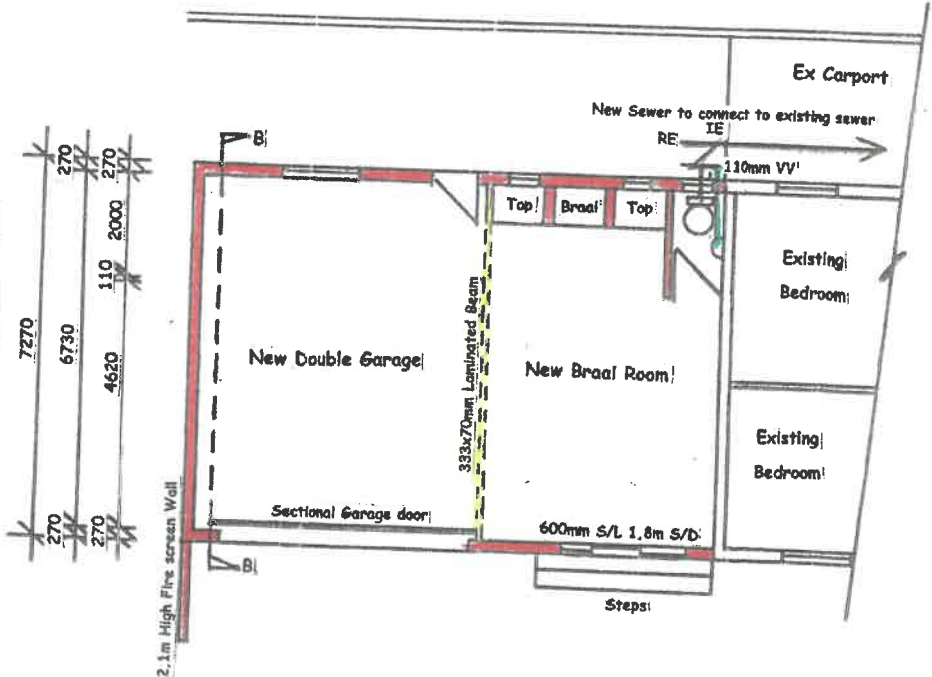 Ex Carport
New Sewer to connect to existing sewer
RE
IE
110mm VV
B
Top
Braai
Top
Existing
Bedroom
New Double Garage
333x70mm Laminated Beam
New Braai Room
Existing
Bedroom
Sectional Garage door
600mm S/L 1,8m S/D
B
Steps
2,1m High Fire screen Wall
7270
270
6730
270
270
2000
110
4620
270